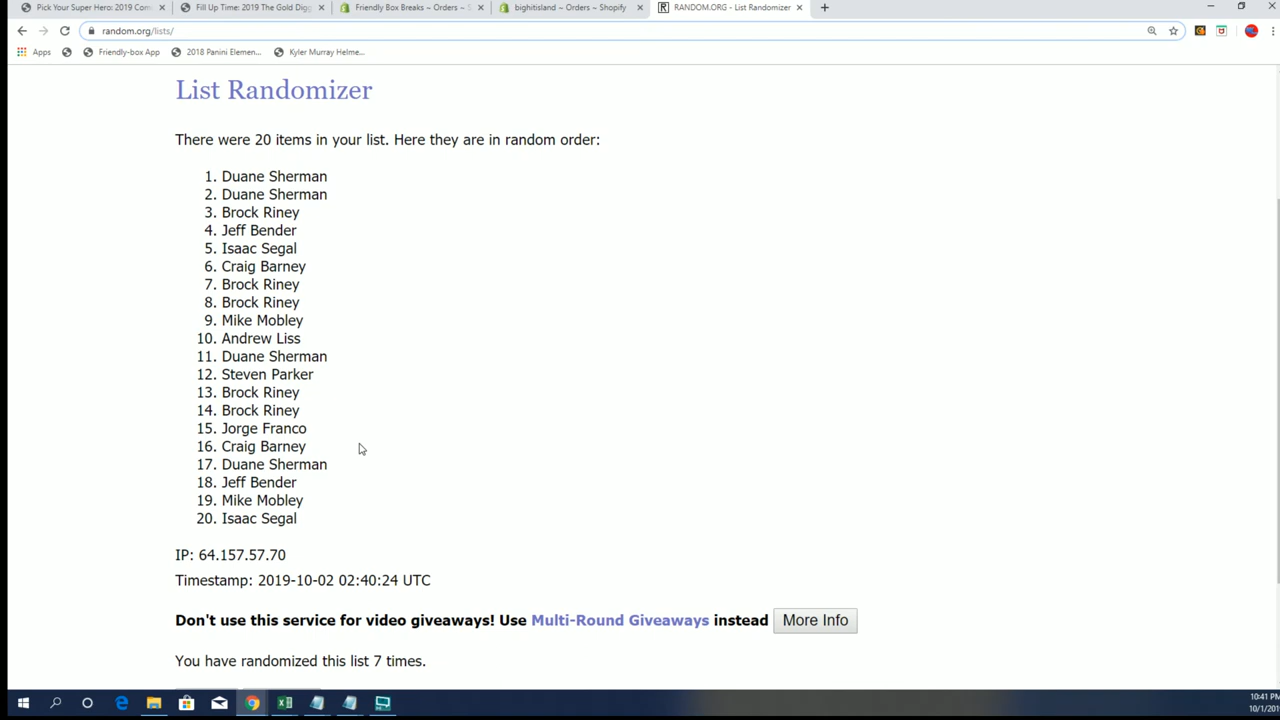 Pick Your Super Hero: 2019 Com
Fill Up Time: 2019 The Gold Digg
Friendly Box Breaks ~ Orders ~ S
bighitisland ~ Orders ~ Shopify
RANDOM.ORG - List Randomizer
random.org/lists/
Apps
Friendly-box App
2018 Panini Elemen...
Kyler Murray Helme...
List Randomizer
There were 20 items in your list. Here they are in random order:
1. Duane Sherman
2. Duane Sherman
3. Brock Riney
4. Jeff Bender
5. Isaac Segal
6. Craig Barney
7. Brock Riney
8. Brock Riney
9. Mike Mobley
10. Andrew Liss
11. Duane Sherman
12. Steven Parker
13. Brock Riney
14. Brock Riney
15. Jorge Franco
16. Craig Barney
17. Duane Sherman
18. Jeff Bender
19. Mike Mobley
20. Isaac Segal
IP: 64.157.57.70
Timestamp: 2019-10-02 02:40:24 UTC
Don't use this service for video giveaways! Use Multi-Round Giveaways instead More Info
You have randomized this list 7 times.
10:41 PM
10/1/2019